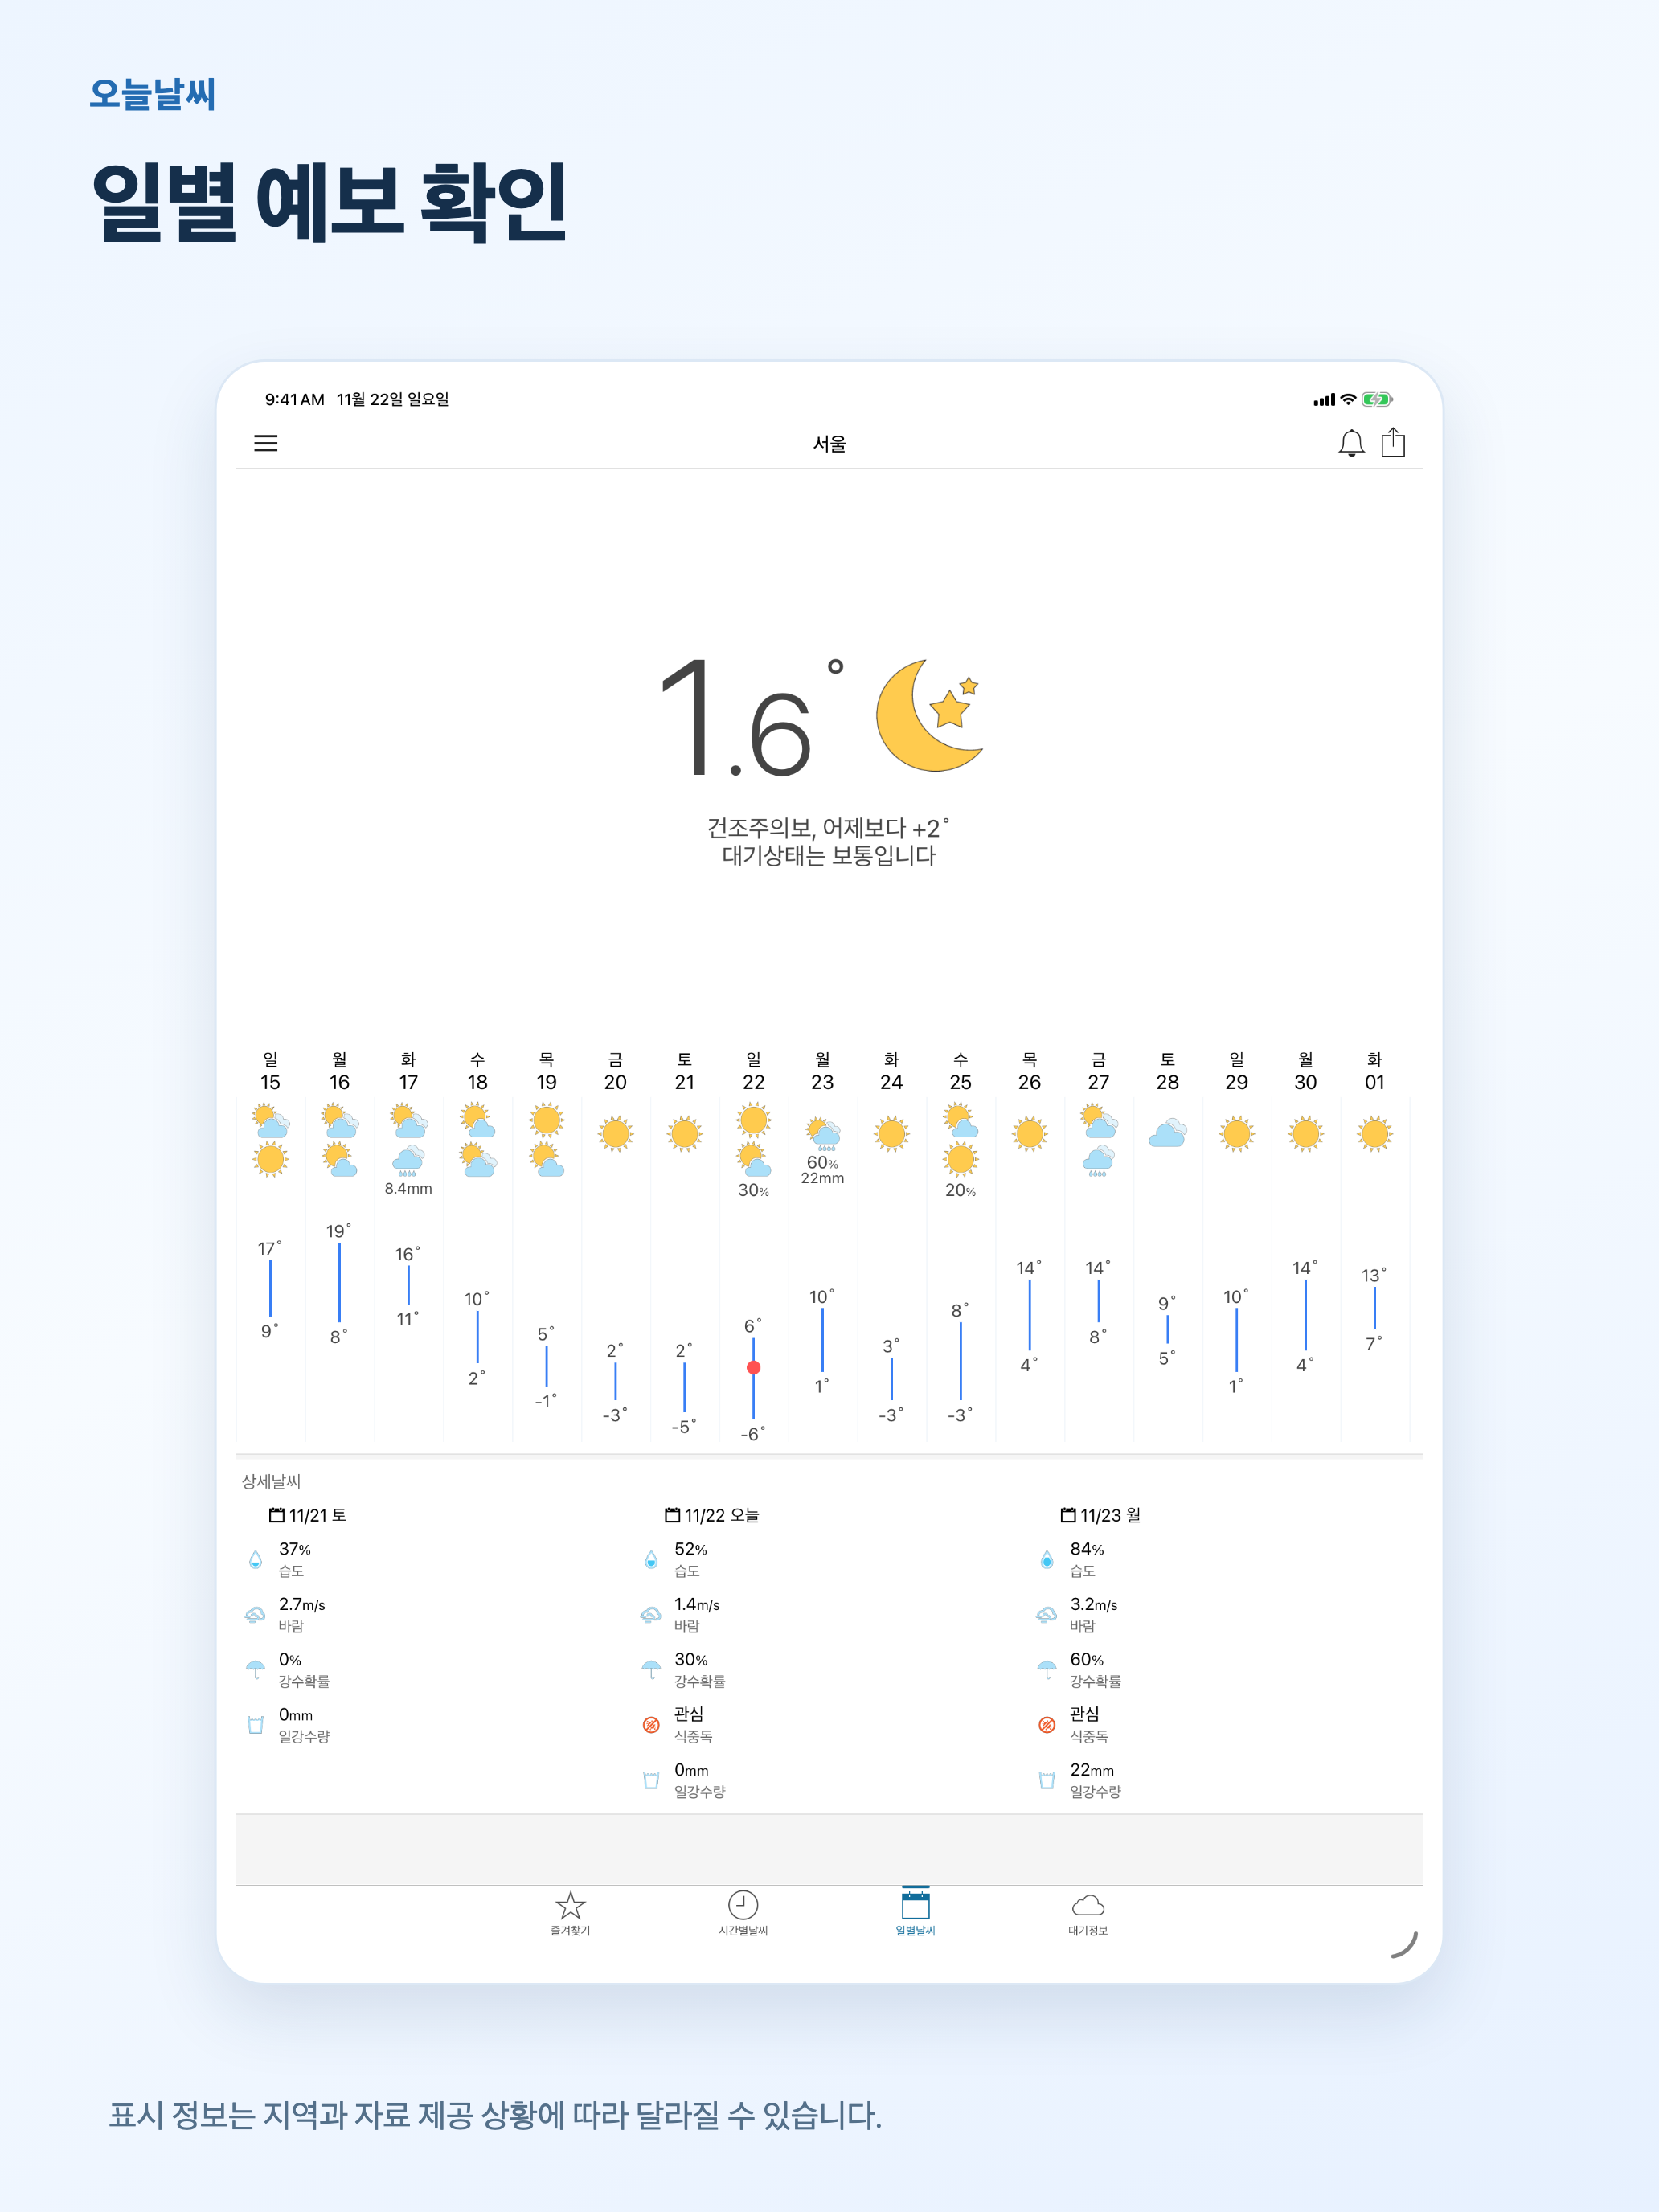 오늘날씨
일별 예보 확인
9:41 AM 11월 22일 일요일
서울
1.6°
건조주의보, 어제보다 +2°
대기상태는 보통입니다
일 월 화 수 목 금 토 일 월 화 수 목 금 토 일 월 화
15 16 17 18 19 20 21 22 23 24 25 26 27 28 29 30 01
8.4mm 30% 60% 22mm 20%
17° 19° 16° 10° 5° 2° 2° 6° 10° 3° 8° 14° 14° 9° 10° 14° 13°
9° 8° 11° 2° -1° -3° -5° -6° 1° -3° -3° 4° 8° 5° 1° 4° 7°
상세날씨
11/21 토 11/22 오늘 11/23 월
37% 52% 84%
습도 습도 습도
2.7m/s 1.4m/s 3.2m/s
바람 바람 바람
0% 30% 60%
강수확률 강수확률 강수확률
0mm 관심 관심
일강수량 식중독 식중독
0mm 22mm
일강수량 일강수량
즐겨찾기 시간별날씨 일별날씨 대기정보
표시 정보는 지역과 자료 제공 상황에 따라 달라질 수 있습니다.